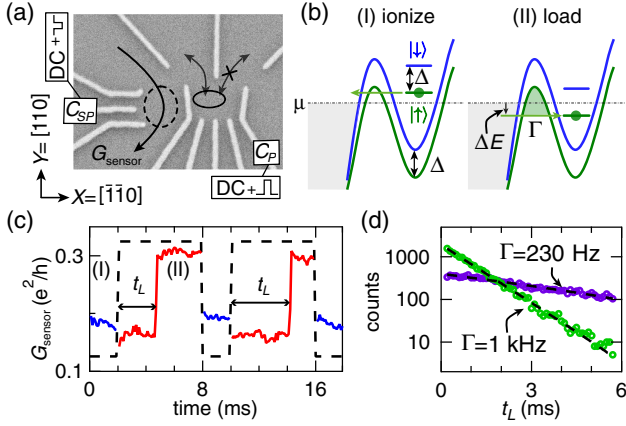 (a)
DC+
C_SP
G_sensor
C_P
DC+
Y=[110]
X=[1̅1̅0]
(b)
(I) ionize
(II) load
|↓⟩
Δ
|↑⟩
μ
Δ
ΔE
Γ
(c)
G_sensor (e²/h)
0.3
0.1
(I)
(II)
t_L
t_L
0
8
16
time (ms)
(d)
counts
1000
100
10
Γ=230 Hz
Γ=1 kHz
0
3
6
t_L (ms)